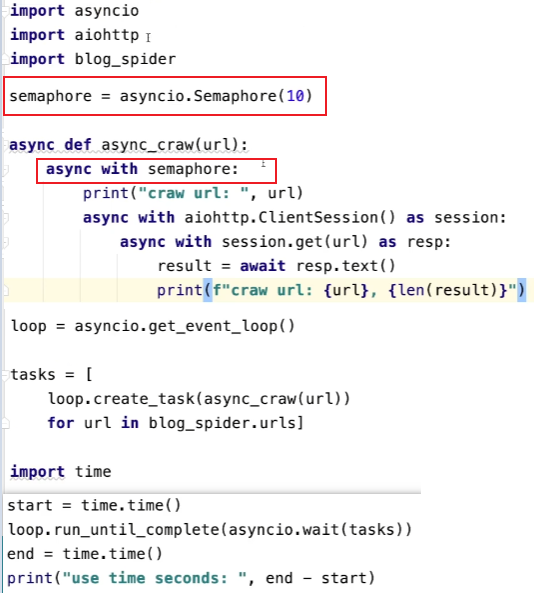 import asyncio
import aiohttp
import blog_spider
semaphore = asyncio.Semaphore(10)
async def async_craw(url):
    async with semaphore:
        print("craw url: ", url)
        async with aiohttp.ClientSession() as session:
            async with session.get(url) as resp:
                result = await resp.text()
                print(f"craw url: {url}, {len(result)}")
loop = asyncio.get_event_loop()
tasks = [
    loop.create_task(async_craw(url))
    for url in blog_spider.urls]
import time
start = time.time()
loop.run_until_complete(asyncio.wait(tasks))
end = time.time()
print("use time seconds: ", end - start)